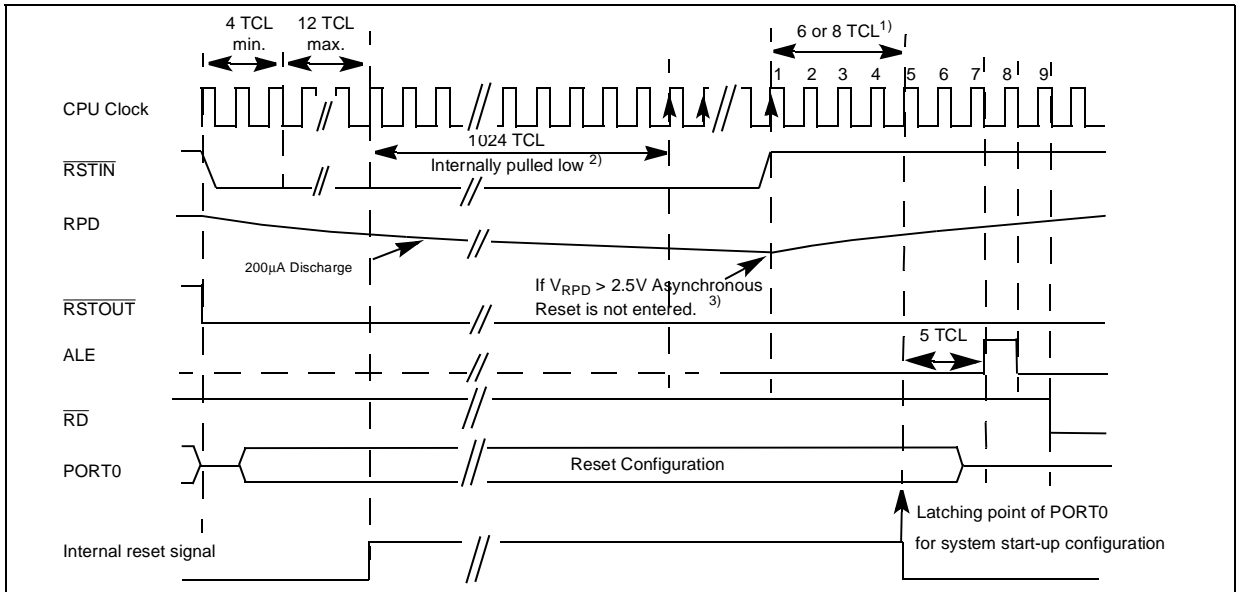 4 TCL
min.
12 TCL
max.
6 or 8 TCL1)
1 2 3 4 5 6 7 8 9
CPU Clock
1024 TCL
Internally pulled low 2)
RSTIN
RPD
200µA Discharge
If VRPD > 2.5V Asynchronous
Reset is not entered. 3)
RSTOUT
5 TCL
ALE
RD
PORT0
Reset Configuration
Latching point of PORT0
for system start-up configuration
Internal reset signal